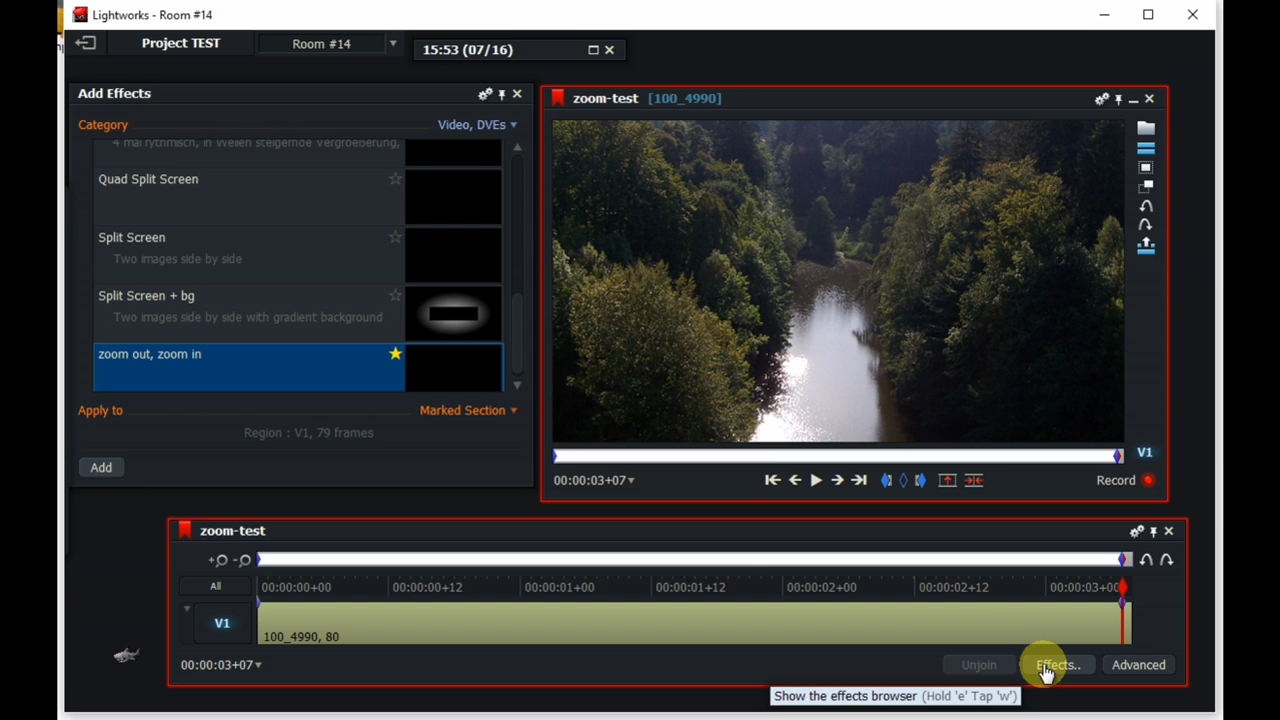 Lightworks - Room #14
Project TEST
Room #14
15:53 (07/16)
Add Effects
Category
Video, DVEs
4 mal rythmisch, in Wellen steigernde Vergroeßerung,
Quad Split Screen
Split Screen
Two images side by side
Split Screen + bg
Two images side by side with gradient background
zoom out, zoom in
Apply to
Marked Section
Region : V1, 79 frames
Add
zoom-test [100_4990]
V1
00:00:03+07
Record
zoom-test
All
00:00:00+00
00:00:00+12
00:00:01+00
00:00:01+12
00:00:02+00
00:00:02+12
00:00:03+00
V1
100_4990, 80
00:00:03+07
Unjoin
Effects..
Advanced
Show the effects browser (Hold 'e' Tap 'w')